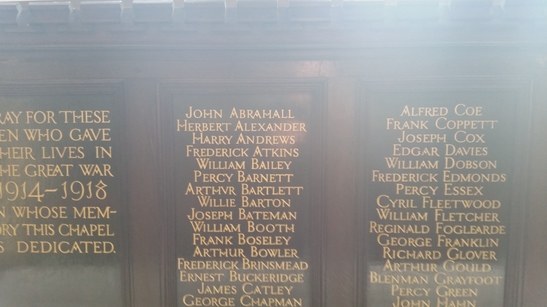 RAY FOR THESE
EN WHO GAVE
HEIR LIVES IN
THE GREAT WAR
1914-1918
N WHOSE MEM-
ORY THIS CHAPEL
S DEDICATED.
JOHN ABRAHALL
HERBERT ALEXANDER
HARRY ANDREWS
FREDERICK ATKINS
WILLIAM BAILEY
PERCY BARNETT
ARTHVR BARTLETT
WILLIE BARTON
JOSEPH BATEMAN
WILLIAM BOOTH
FRANK BOSELEY
ARTHUR BOWLER
FREDERICK BRINSMEAD
ERNEST BUCKERIDGE
JAMES CATLEY
GEORGE CHAPMAN
ALFRED COE
FRANK COPPETT
JOSEPH COX
EDGAR DAVIES
WILLIAM DOBSON
FREDERICK EDMONDS
PERCY ESSEX
CYRIL FLEETWOOD
WILLIAM FLETCHER
REGINALD FOGLEARDE
GEORGE FRANKLIN
RICHARD GLOVER
ARTHUR GOULD
BLENMAN GRAYFOOT
PERCY GREEN
JOHN HAHN